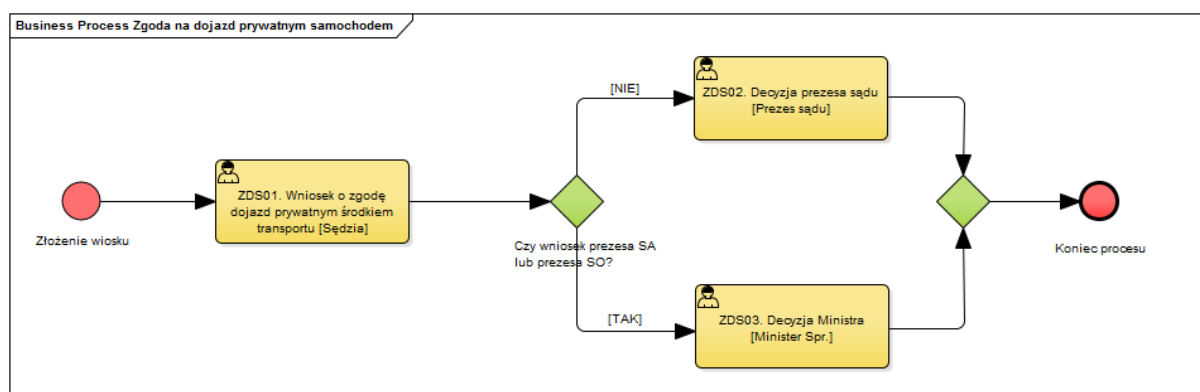 Business Process Zgoda na dojazd prywatnym samochodem
Złożenie wiosku
ZDS01. Wniosek o zgodę
dojazd prywatnym środkiem
transportu [Sędzia]
Czy wniosek prezesa SA
lub prezesa SO?
[NIE]
ZDS02. Decyzja prezesa sądu
[Prezes sądu]
[TAK]
ZDS03. Decyzja Ministra
[Minister Spr.]
Koniec procesu